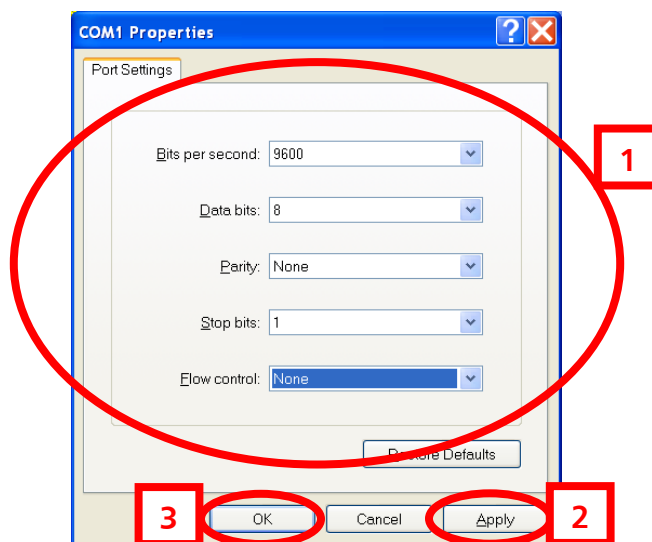 COM1 Properties
Port Settings
Bits per second: 9600
1
Data bits: 8
Parity: None
Stop bits: 1
Flow control: None
Restore Defaults
3 OK Cancel Apply 2